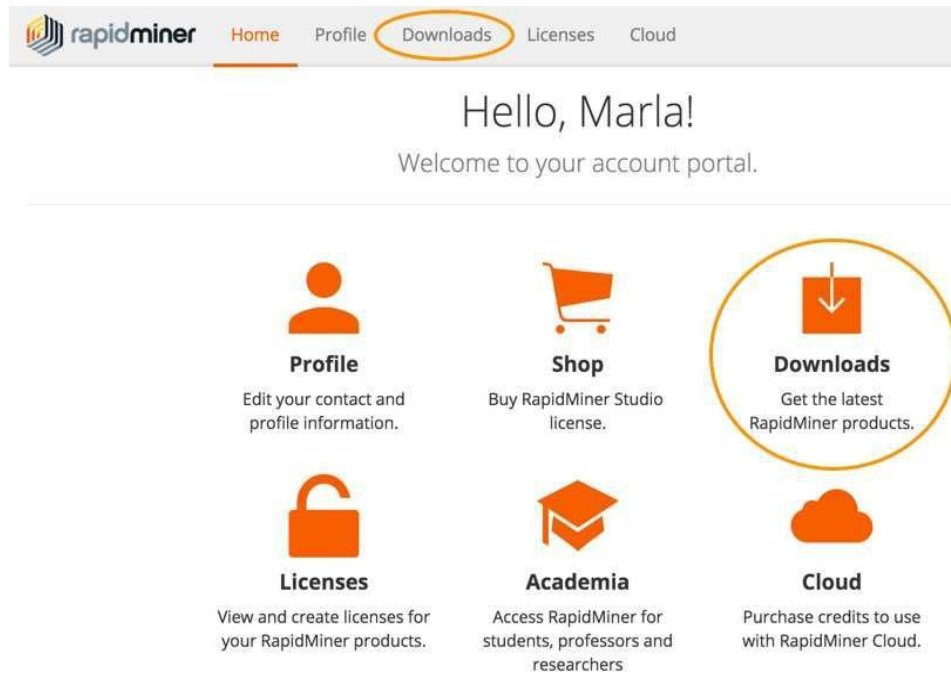 rapidminer Home Profile Downloads Licenses Cloud
Hello, Marla!
Welcome to your account portal.
Profile Shop Downloads
Edit your contact and Buy RapidMiner Studio Get the latest
profile information. license. RapidMiner products.
Licenses Academia Cloud
View and create licenses for Access RapidMiner for Purchase credits to use
your RapidMiner products. students, professors and with RapidMiner Cloud.
researchers